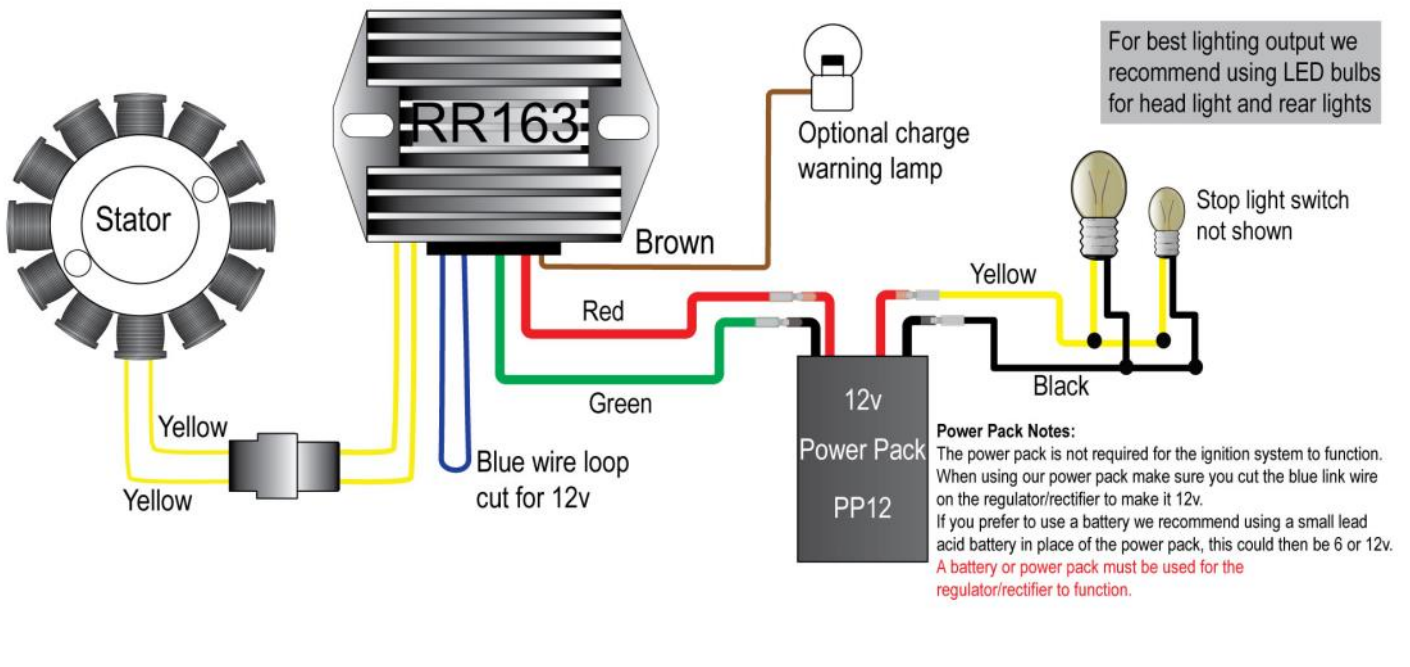 For best lighting output we
recommend using LED bulbs
for head light and rear lights
RR163
Optional charge
warning lamp
Stator
Stop light switch
not shown
Brown
Yellow
Red
Green
Black
12v
Power Pack
PP12
Yellow
Yellow
Blue wire loop
cut for 12v
Power Pack Notes:
The power pack is not required for the ignition system to function.
When using our power pack make sure you cut the blue link wire
on the regulator/rectifier to make it 12v.
If you prefer to use a battery we recommend using a small lead
acid battery in place of the power pack, this could then be 6 or 12v.
A battery or power pack must be used for the
regulator/rectifier to function.